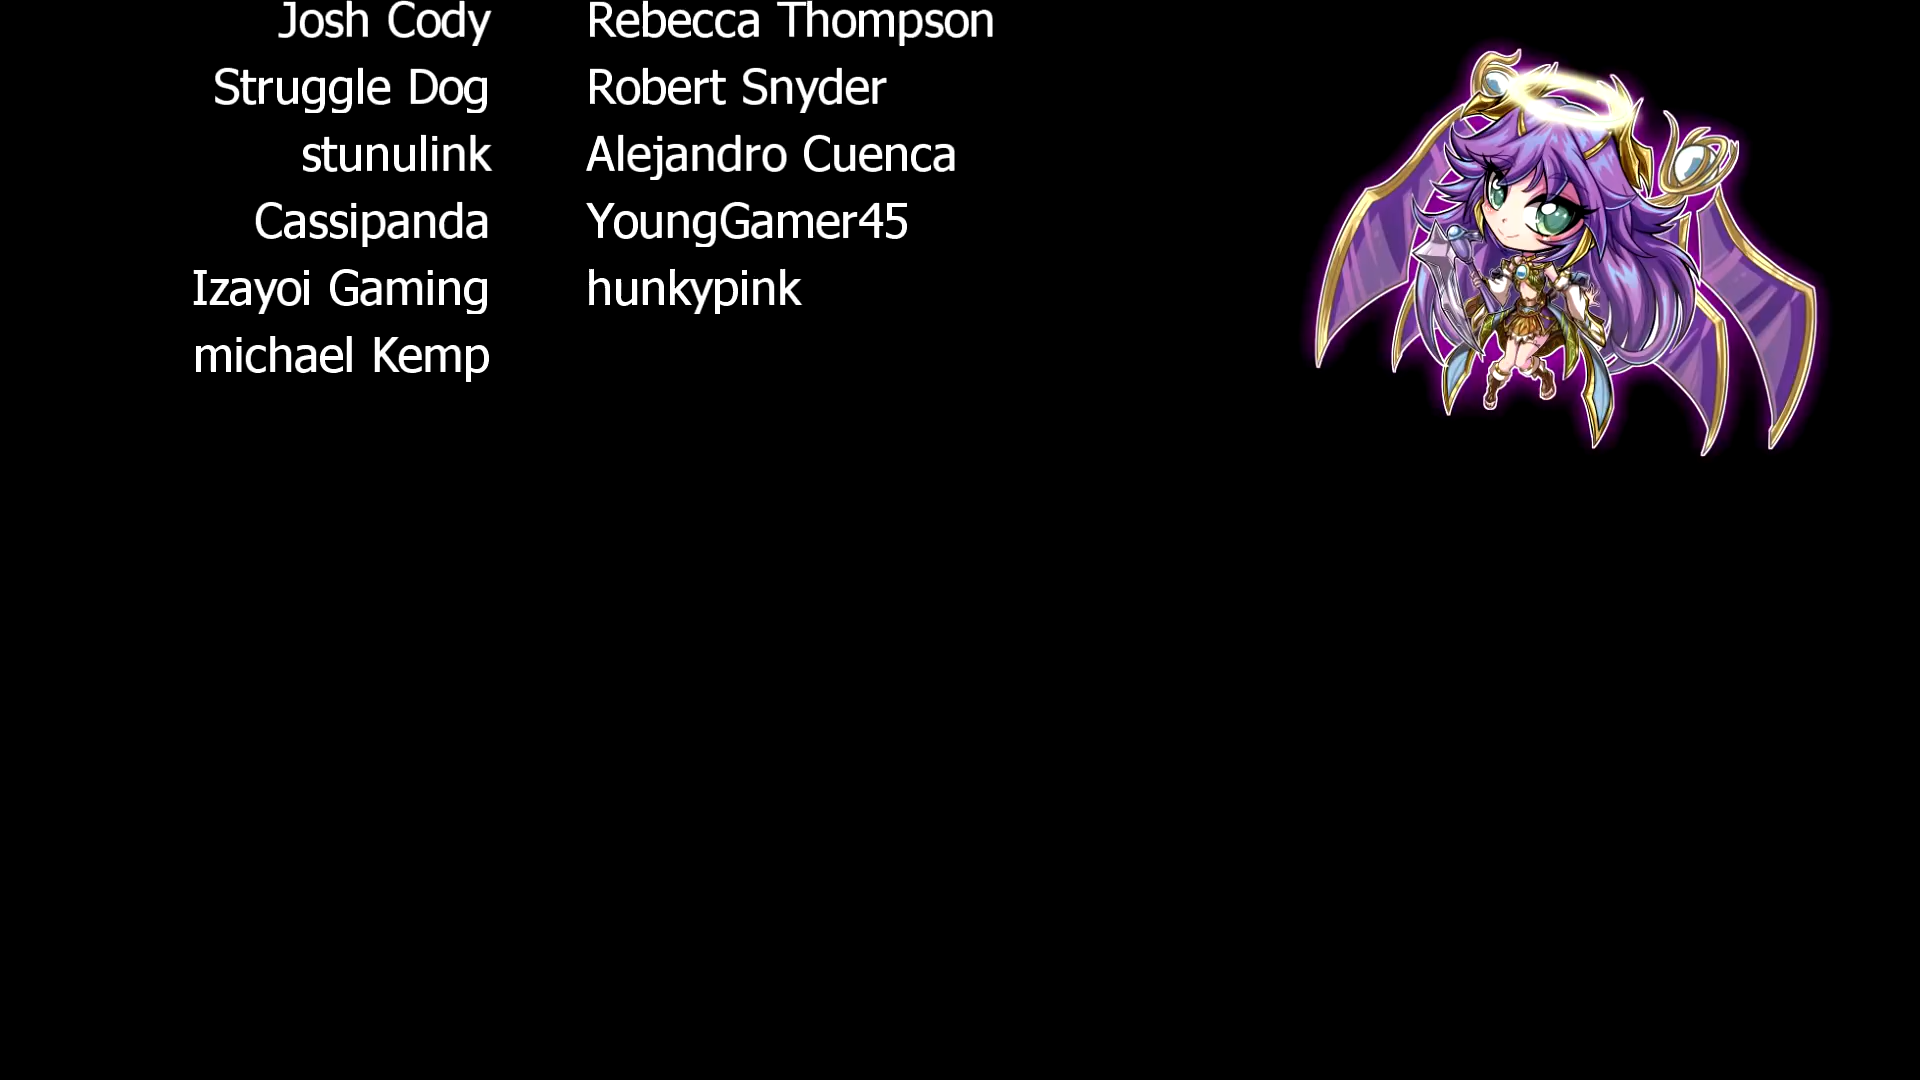 Josh Cody Rebecca Thompson
Struggle Dog Robert Snyder
stunulink Alejandro Cuenca
Cassipanda YoungGamer45
Izayoi Gaming hunkypink
michael Kemp